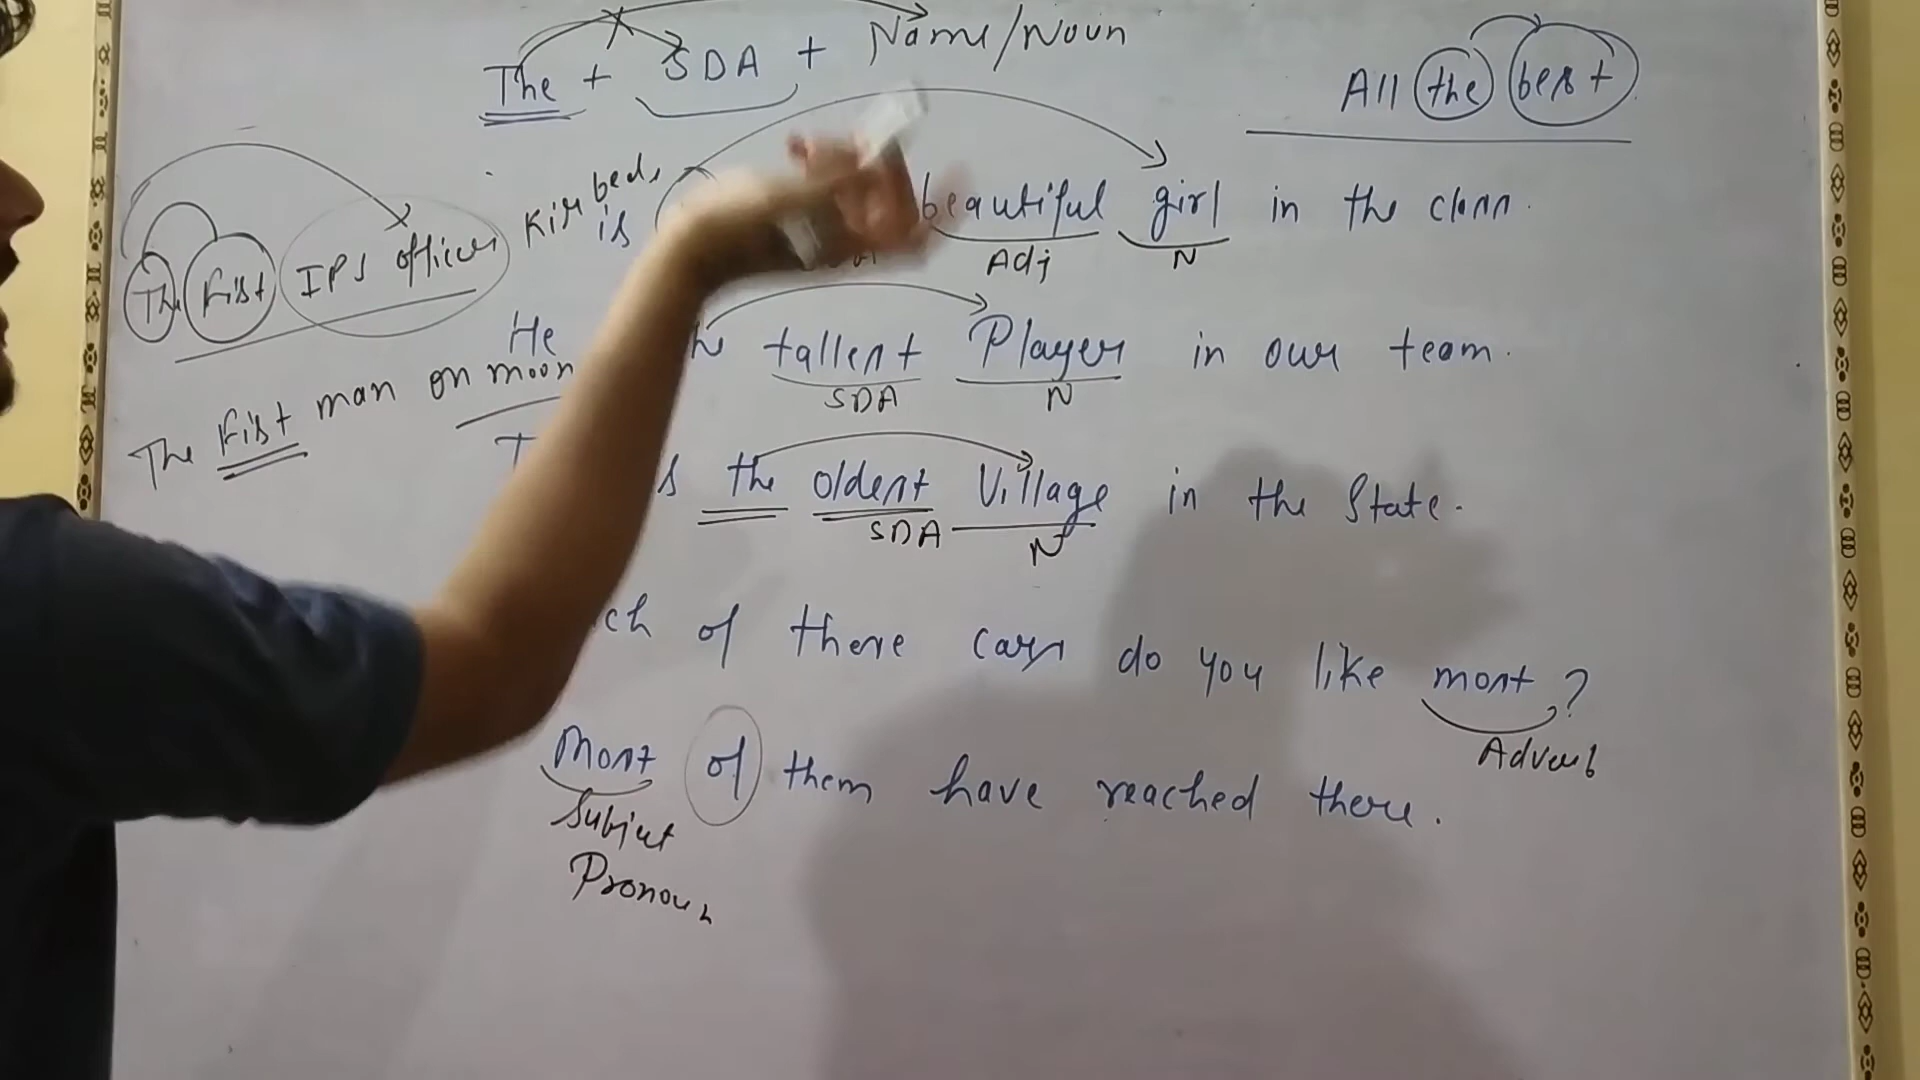 The + SDA + Name/Noun
All the best
is beautiful girl in the class.
Adj N
The First IPS officer Kirn bedi
He tallest Player in our team.
SDA N
The First man on moon
the oldest Village in the State.
SDA N
of these cars do you like most?
Adverb
Most of them have reached there.
Subject
Pronoun